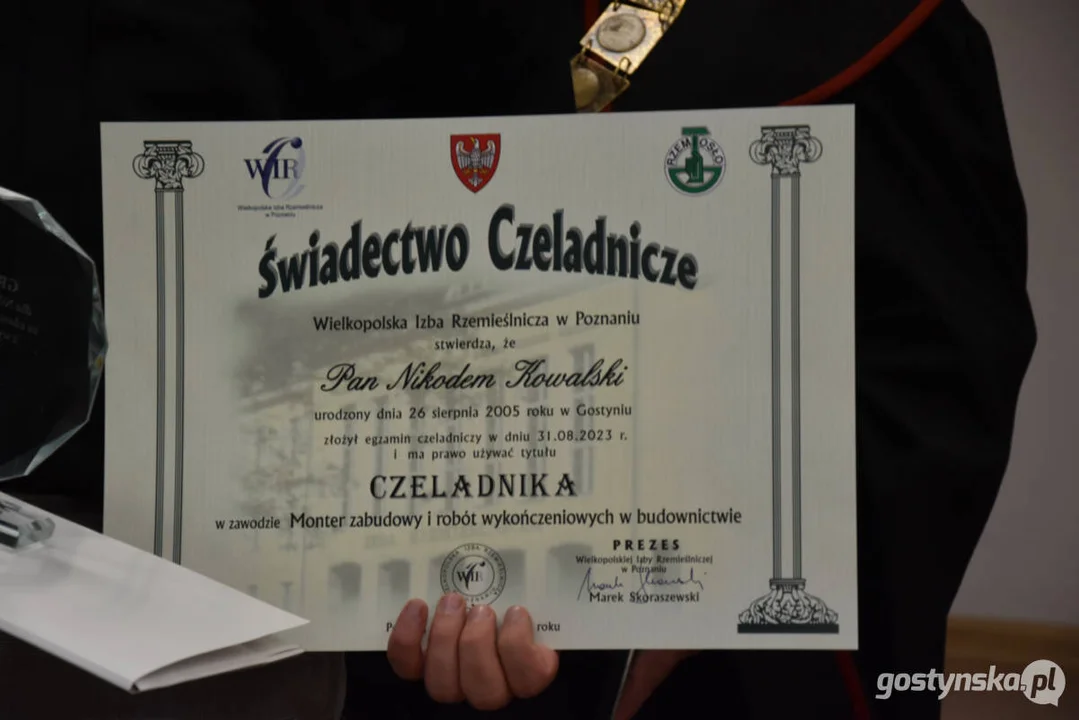 WIR
Wielkopolska Izba Rzemieślnicza
w Poznaniu
RZEMIOSŁO
Świadectwo Czeladnicze
Wielkopolska Izba Rzemieślnicza w Poznaniu
stwierdza, że
Pan Nikodem Kowalski
urodzony dnia 26 sierpnia 2005 roku w Gostyniu
złożył egzamin czeladniczy w dniu 31.08.2023 r.
i ma prawo używać tytułu
CZELADNIKA
w zawodzie Monter zabudowy i robót wykończeniowych w budownictwie
PREZES
Wielkopolskiej Izby Rzemieślniczej
w Poznaniu
Marek Skoraszewski
WIR
roku
gostynska.pl